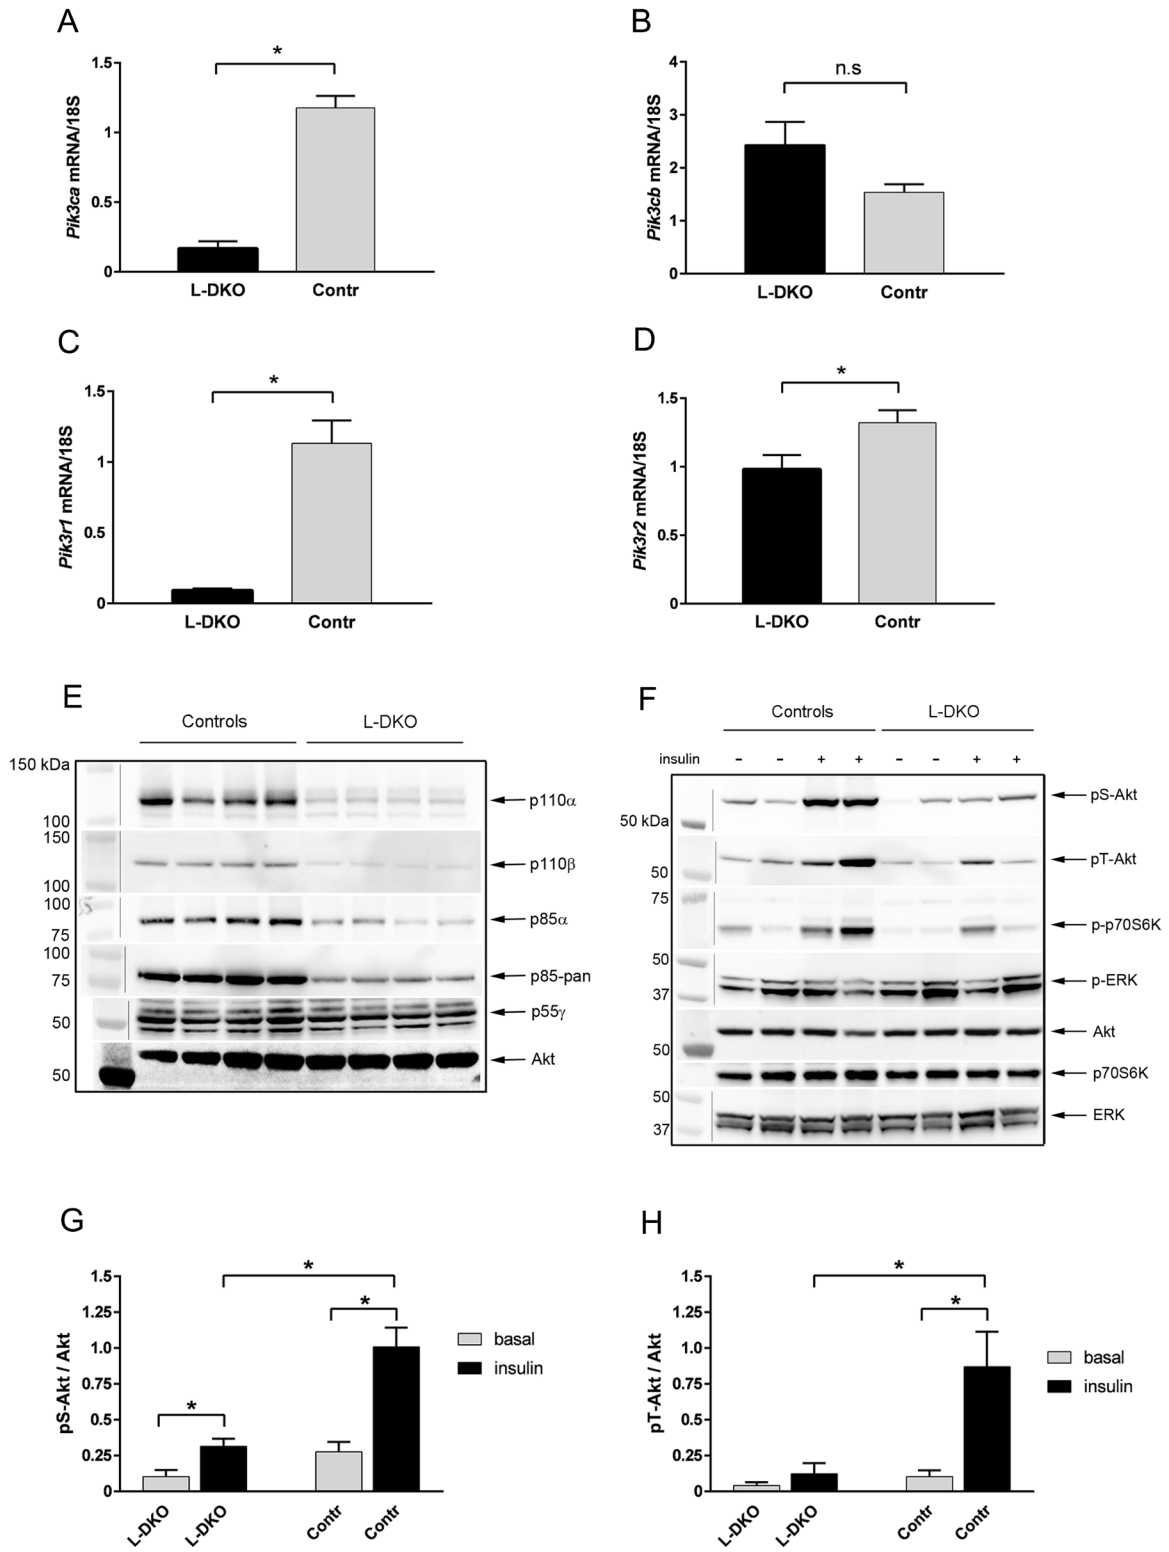 A
1.5
1
0.5
0
Pik3ca mRNA/18S
*
L-DKO Contr
B
4
3
2
1
0
Pik3cb mRNA/18S
n.s
L-DKO Contr
C
1.5
1
0.5
0
Pik3r1 mRNA/18S
*
L-DKO Contr
D
1.5
1
0.5
0
Pik3r2 mRNA/18S
*
L-DKO Contr
E
Controls L-DKO
150 kDa
p110α
100
150
p110β
100
100
p85α
75
100
p85-pan
75
p55γ
50
Akt
50
F
Controls L-DKO
insulin - - + + - - + +
pS-Akt
50 kDa
pT-Akt
50
75
p-p70S6K
50
p-ERK
37
Akt
50
p70S6K
50
ERK
37
G
1.5
1.25
1.0
0.75
0.5
0.25
0
pS-Akt / Akt
*
*
*
basal
insulin
L-DKO L-DKO Contr Contr
H
1.5
1.25
1.0
0.75
0.5
0.25
0
pT-Akt / Akt
*
*
basal
insulin
L-DKO L-DKO Contr Contr